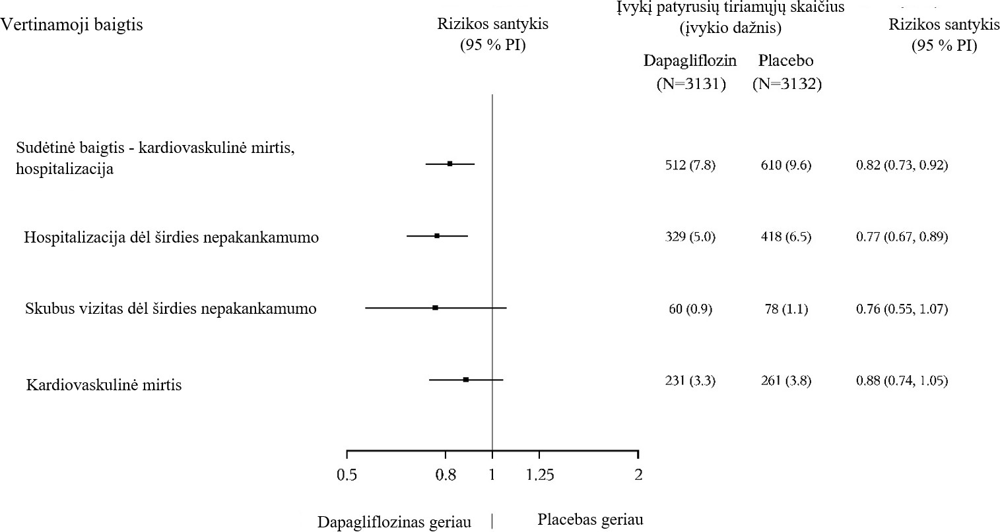 Vertinamoji baigtis
Rizikos santykis
(95 % PI)
Įvykį patyrusių tiriamųjų skaičius
(įvykio dažnis)
Rizikos santykis
(95 % PI)
Dapagliflozin Placebo
(N=3131) (N=3132)
Sudėtinė baigtis - kardiovaskulinė mirtis,
hospitalizacija
512 (7.8) 610 (9.6) 0.82 (0.73, 0.92)
Hospitalizacija dėl širdies nepakankamumo 329 (5.0) 418 (6.5) 0.77 (0.67, 0.89)
Skubus vizitas dėl širdies nepakankamumo 60 (0.9) 78 (1.1) 0.76 (0.55, 1.07)
Kardiovaskulinė mirtis 231 (3.3) 261 (3.8) 0.88 (0.74, 1.05)
0.5 0.8 1 1.25 2
Dapagliflozinas geriau | Placebas geriau